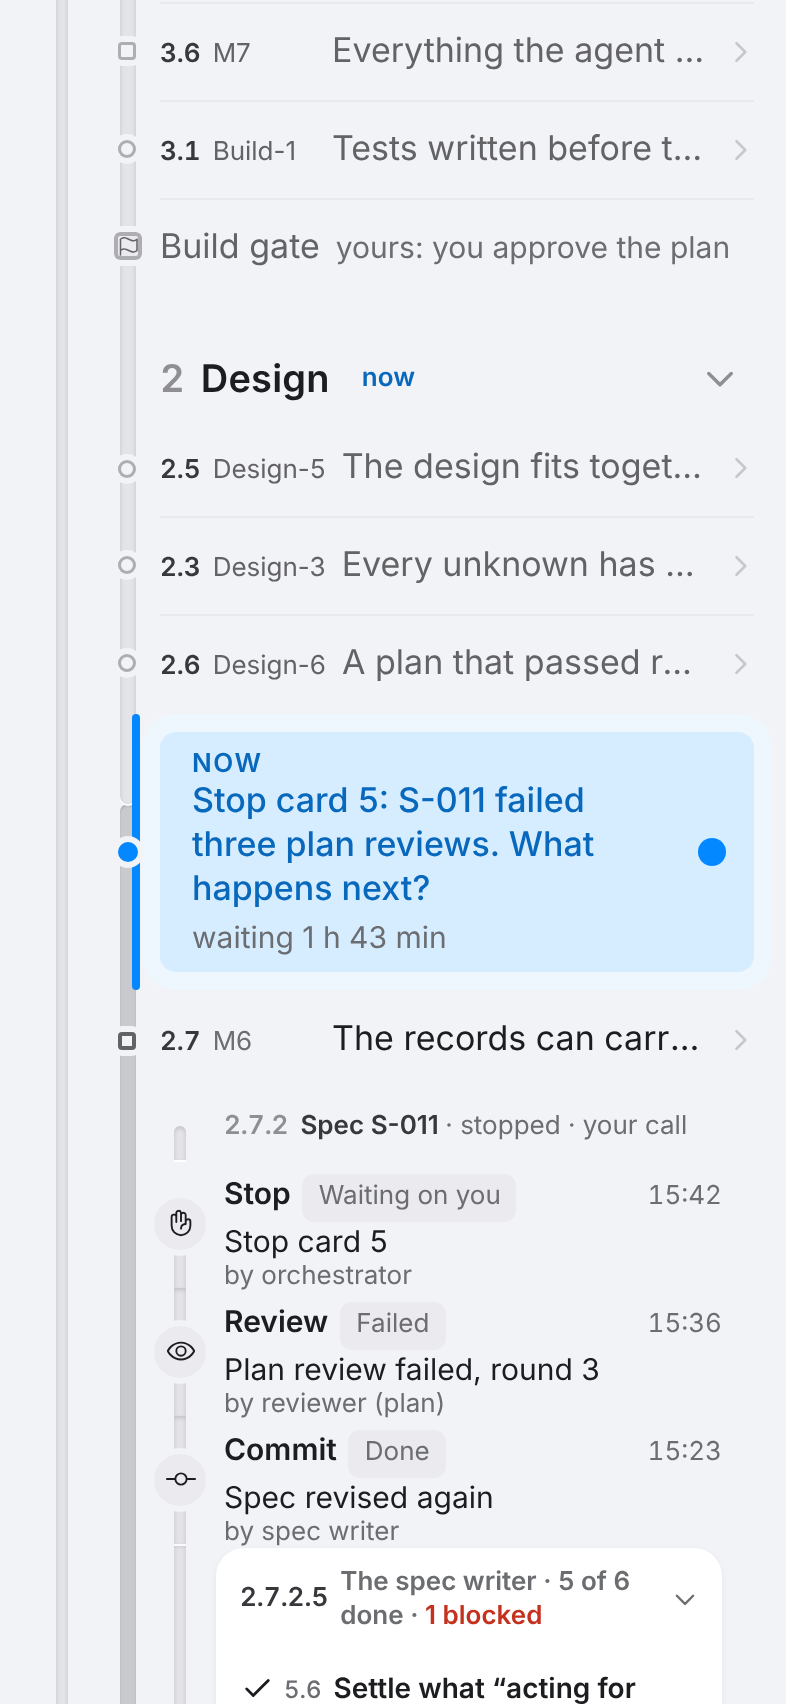 3.6 M7 Everything the agent ...
3.1 Build-1 Tests written before t...
Build gate yours: you approve the plan
2 Design now
2.5 Design-5 The design fits toget...
2.3 Design-3 Every unknown has ...
2.6 Design-6 A plan that passed r...
NOW
Stop card 5: S-011 failed
three plan reviews. What
happens next?
waiting 1 h 43 min
2.7 M6 The records can carr...
2.7.2 Spec S-011 · stopped · your call
Stop Waiting on you 15:42
Stop card 5
by orchestrator
Review Failed 15:36
Plan review failed, round 3
by reviewer (plan)
Commit Done 15:23
Spec revised again
by spec writer
2.7.2.5 The spec writer · 5 of 6
done · 1 blocked
5.6 Settle what “acting for